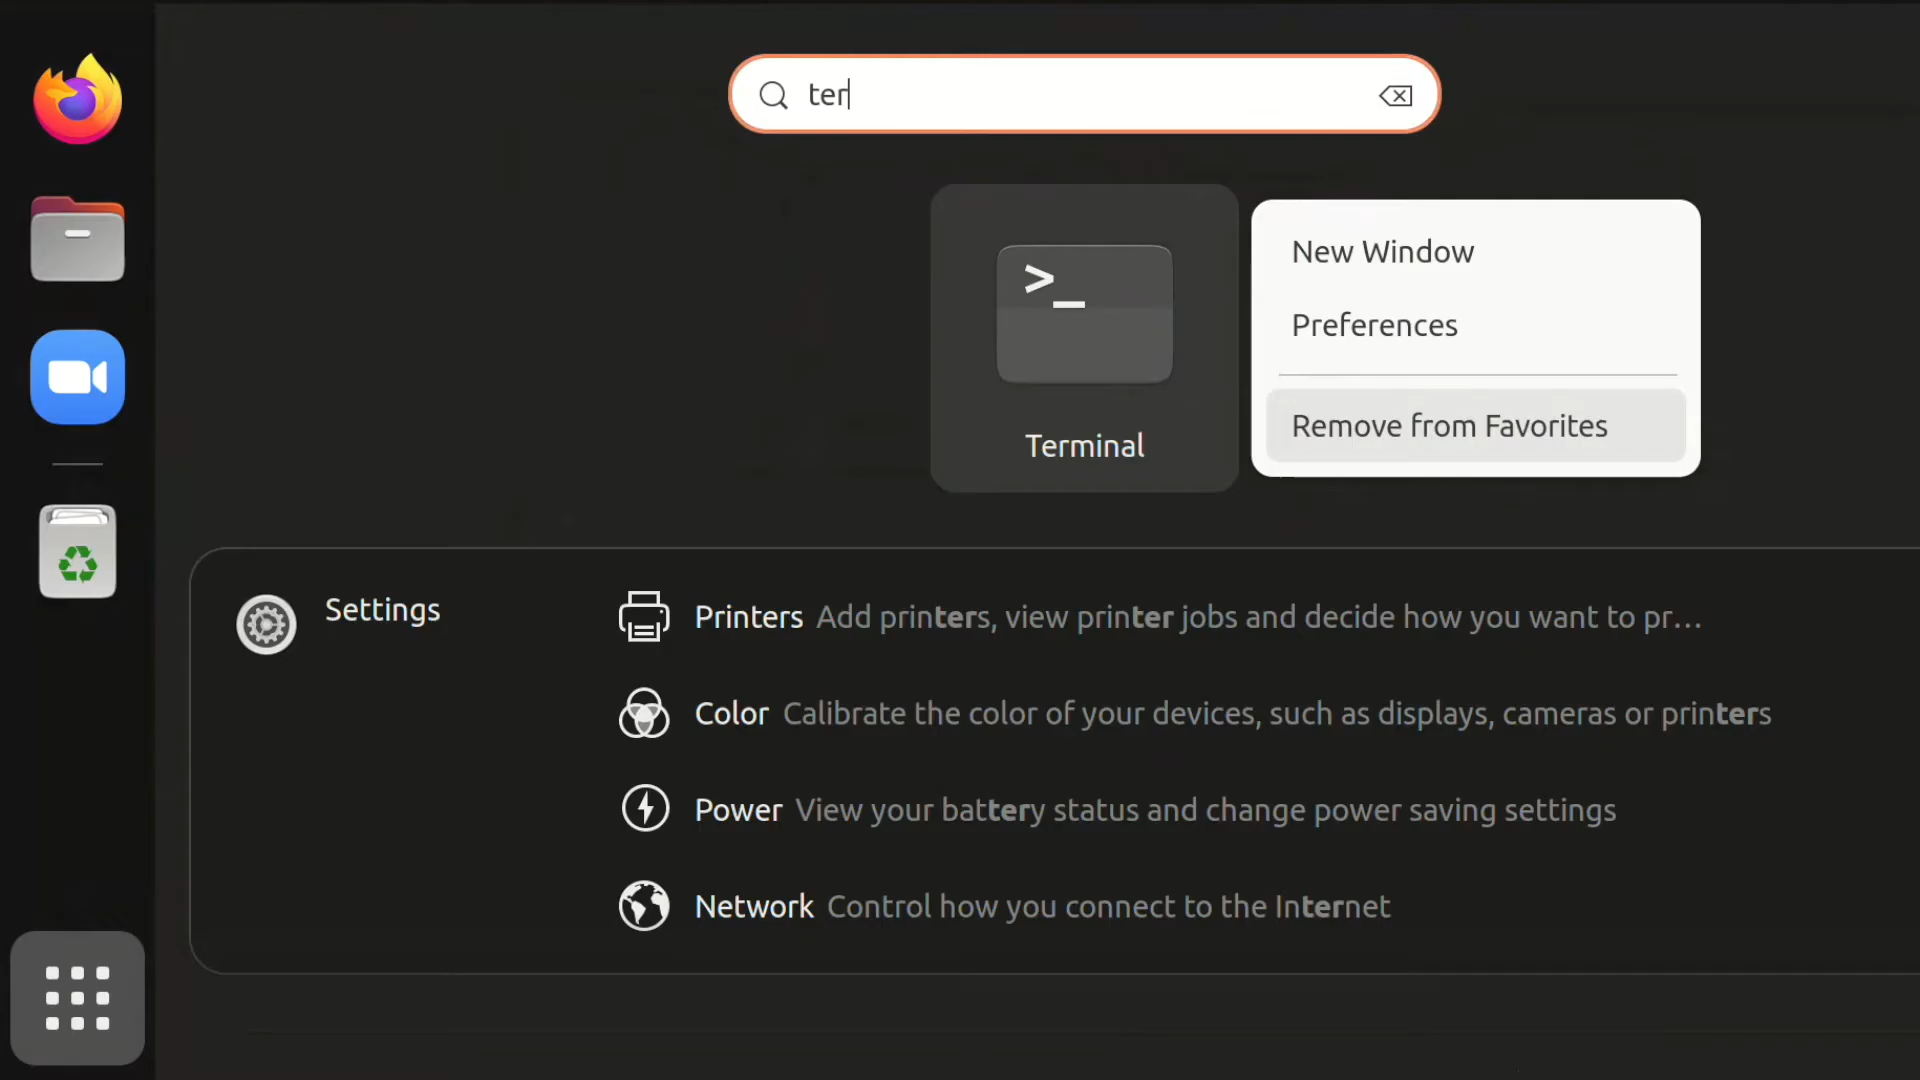 ter
>_
Terminal
New Window
Preferences
Remove from Favorites
Settings
Printers Add printers, view printer jobs and decide how you want to pr…
Color Calibrate the color of your devices, such as displays, cameras or printers
Power View your battery status and change power saving settings
Network Control how you connect to the Internet